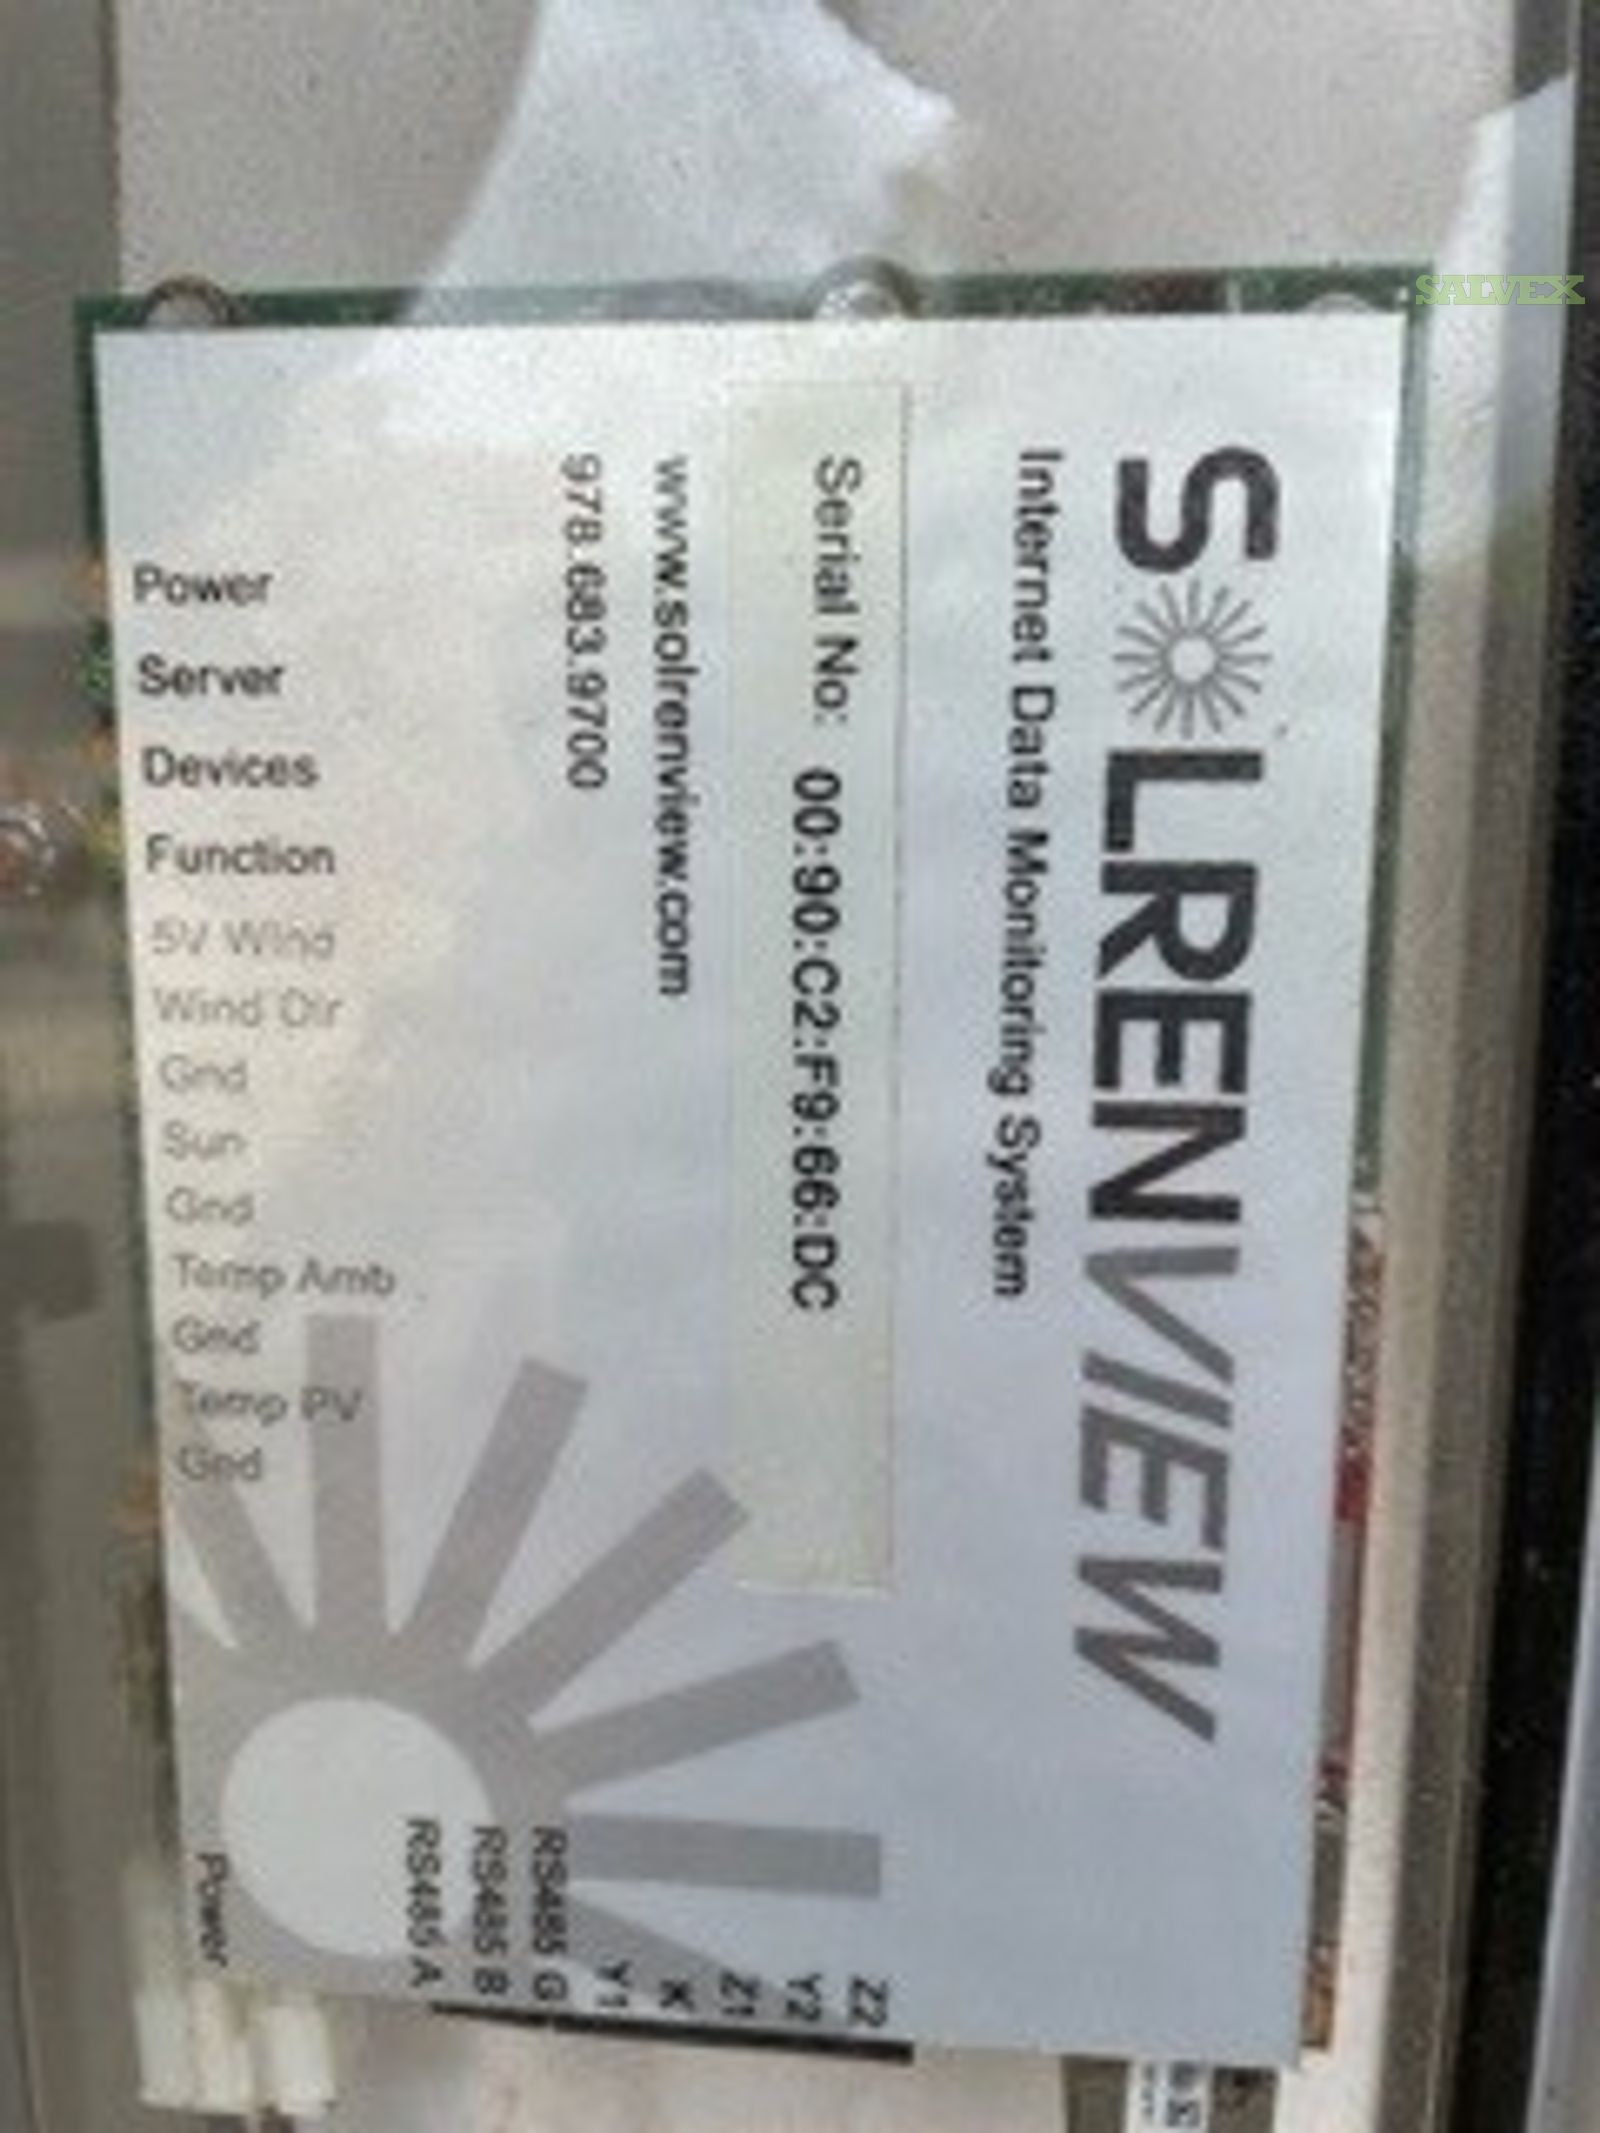 SALVEX
SOLRENVIEW
Internet Data Monitoring System
Serial No: 00:90:C2:F9:66:DC
www.solrenview.com
978.683.9700
Power
Server
Devices
Function
5V Wind
Wind Dir
Gnd
Sun
Gnd
Temp Amb
Gnd
Temp PV
Gnd
Z2
Y2
Z1
K
Y1
RS485 G
RS485 B
RS485 A
Power